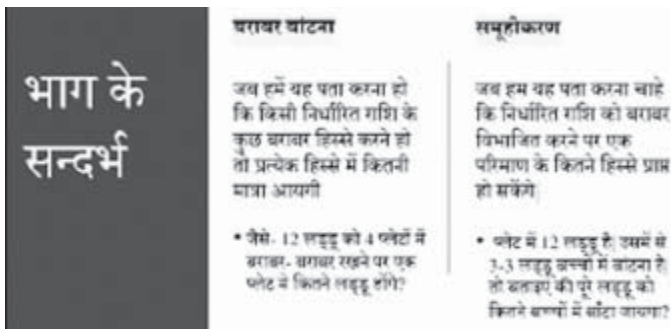 भाग के
सन्दर्भ
बराबर बांटना
जब हमें यह पता करना हो
कि किसी निर्धारित राशि के
कुछ बराबर हिस्से करने हो
तो प्रत्येक हिस्से में कितनी
मात्रा आयगी
• जैसे- 12 लड्डू को 4 प्लेटों में
बराबर- बराबर रखने पर एक
प्लेट में कितने लड्डू होंगे?
समूहीकरण
जब हम यह पता करना चाहे
कि निर्धारित राशि को बराबर
विभाजित करने पर एक
परिमाण के कितने हिस्से प्राप्त
हो सकेंगे
• प्लेट में 12 लड्डू है उसमें से
3-3 लड्डू बच्चों में बांटना है
तो बताइए की पूरे लड्डू को
कितने बच्चों में बाँटा जायगा?